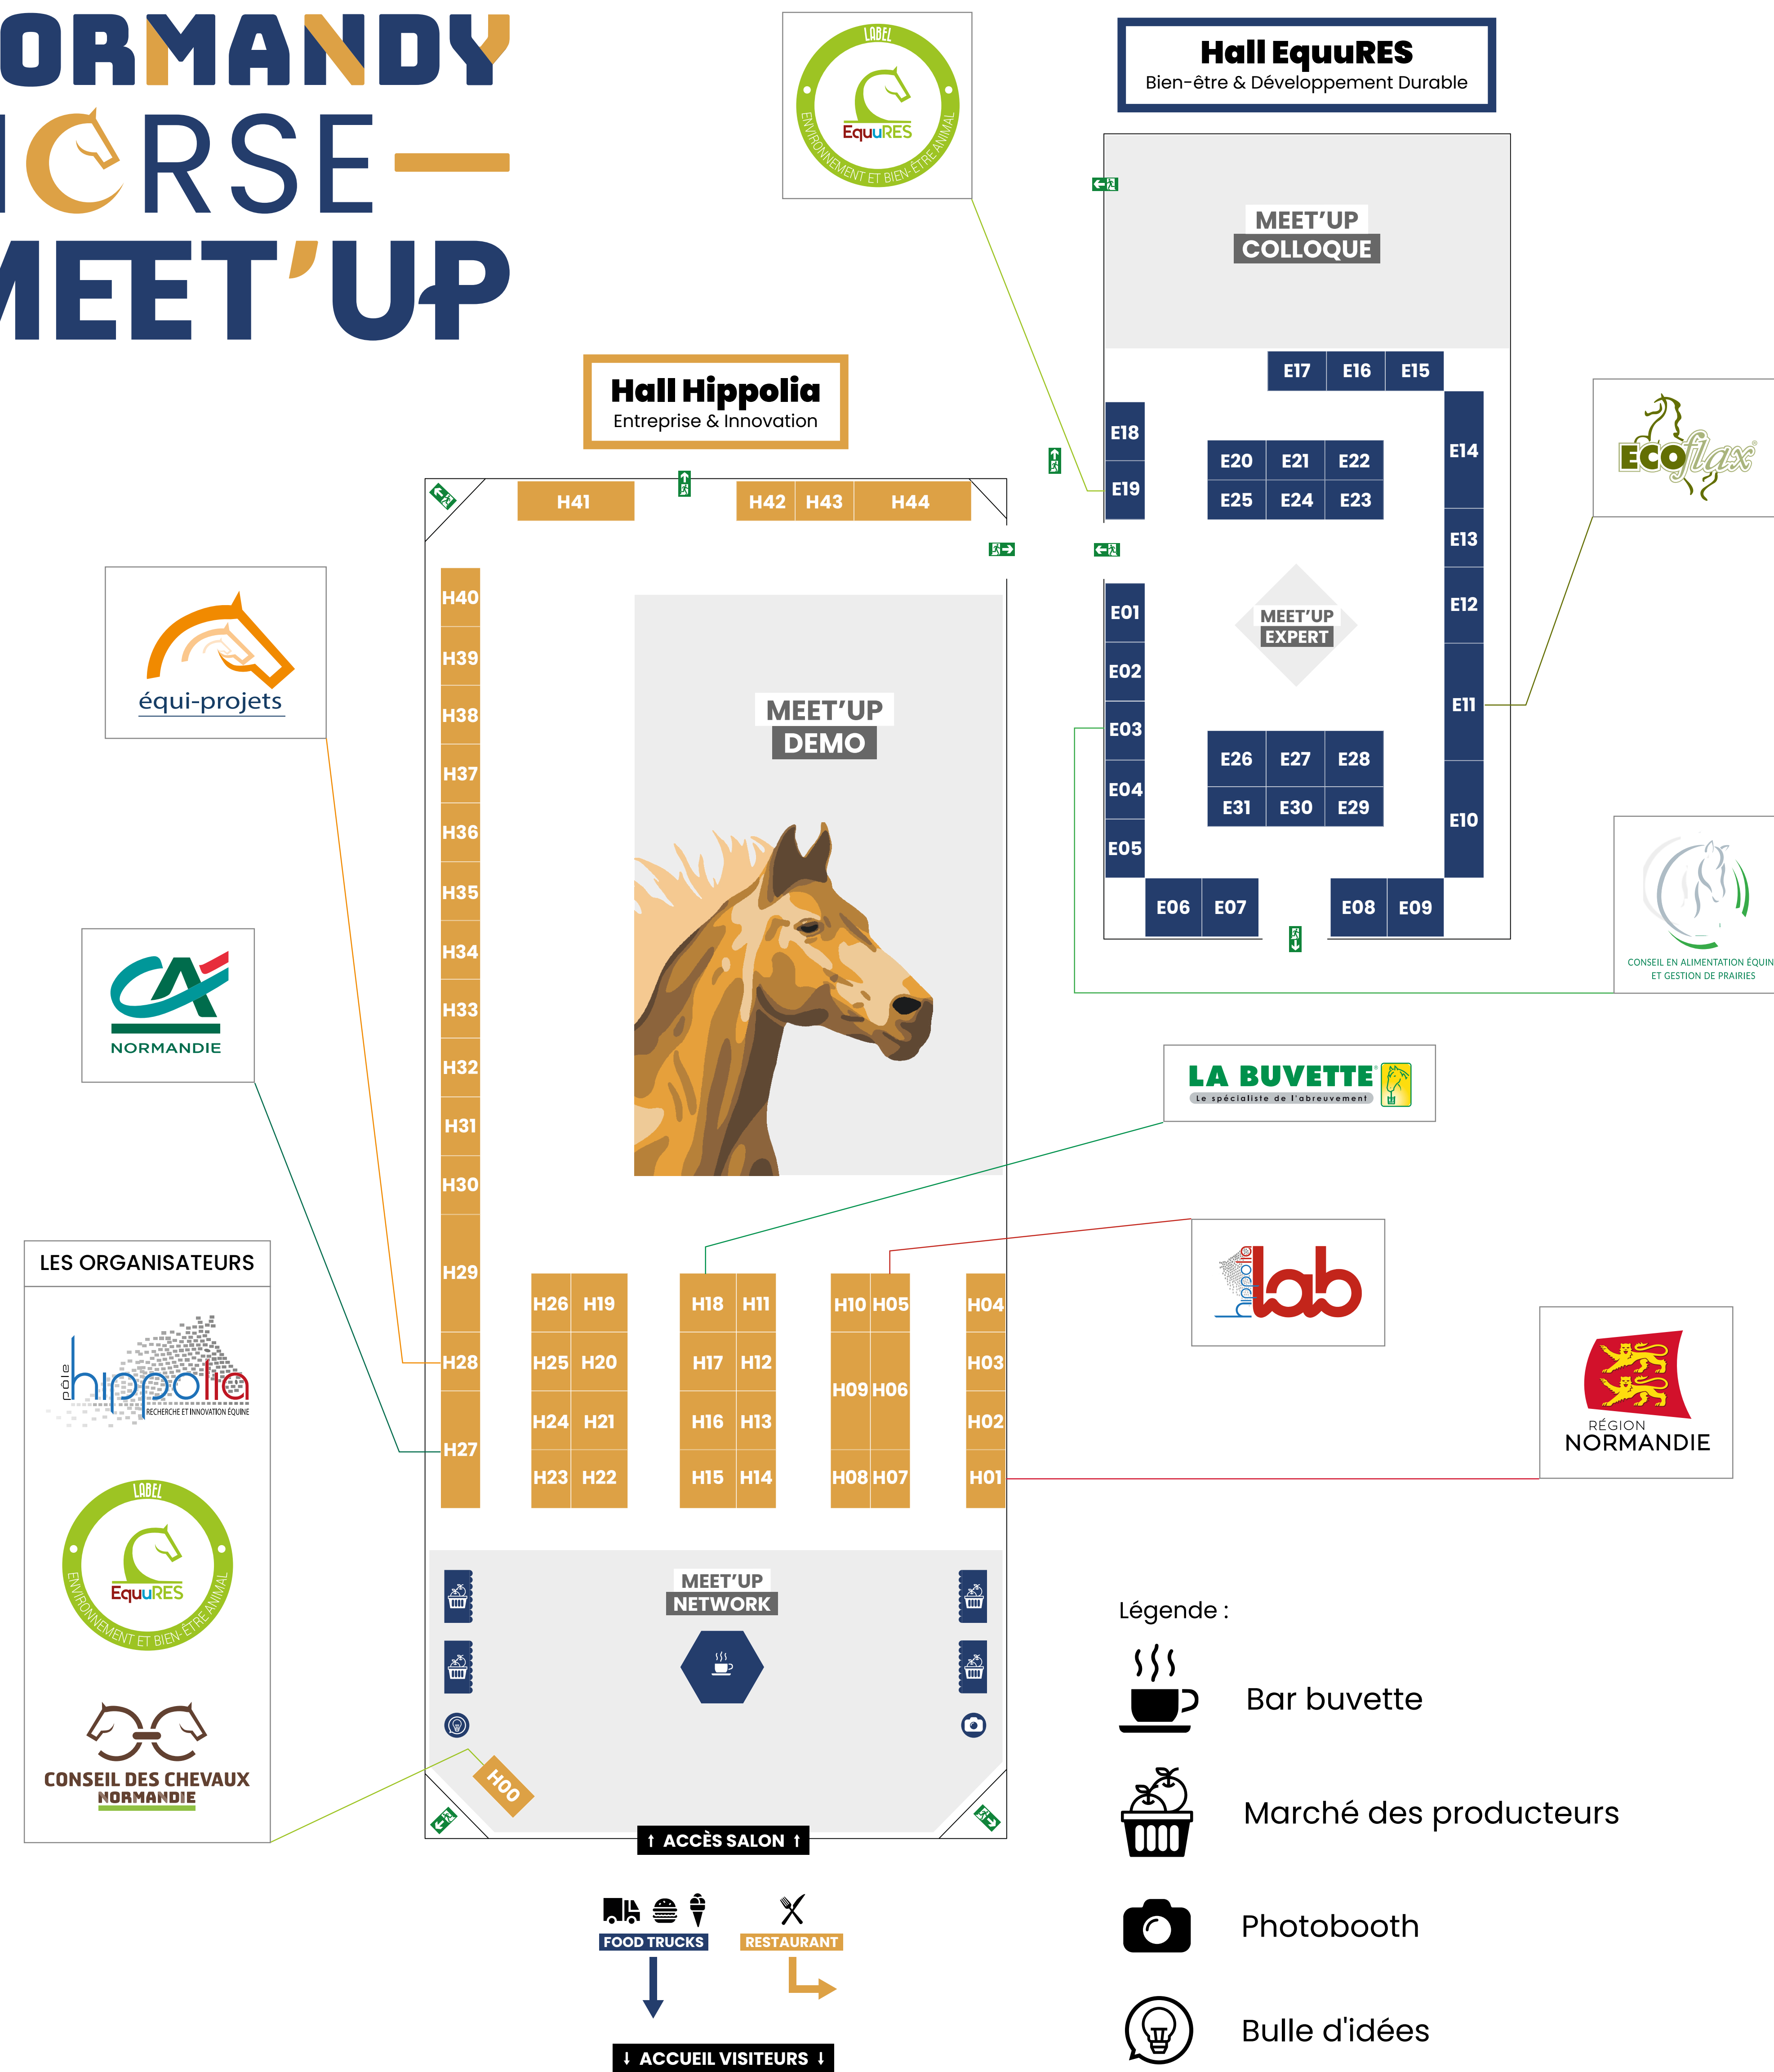 ORMANDY
HORSE
MEET'UP
LABEL
EquuRES
ENVIRONNEMENT ET BIEN-ÊTRE ANIMAL
Hall EquuRES
Bien-être & Développement Durable
MEET'UP
COLLOQUE
E17 E16 E15
E18
E19
E20 E21 E22
E25 E24 E23
E14
E13
E12
E11
E10
MEET'UP
EXPERT
E01
E02
E03
E04
E05
E26 E27 E28
E31 E30 E29
E06 E07 E08 E09
ECOflax
CONSEIL EN ALIMENTATION ÉQUIN
ET GESTION DE PRAIRIES
Hall Hippolia
Entreprise & Innovation
H41 H42 H43 H44
H40
H39
H38
H37
H36
H35
H34
H33
H32
H31
H30
H29
H28
H27
MEET'UP
DEMO
équi-projets
CA
NORMANDIE
LA BUVETTE
Le spécialiste de l'abreuvement
hippolia lab
RÉGION
NORMANDIE
H26 H19 H18 H11 H10 H05 H04
H25 H20 H17 H12 H03
H09 H06
H24 H21 H16 H13 H02
H23 H22 H15 H14 H08 H07 H01
LES ORGANISATEURS
pôle hippolia
RECHERCHE ET INNOVATION ÉQUINE
LABEL
EquuRES
ENVIRONNEMENT ET BIEN-ÊTRE ANIMAL
CONSEIL DES CHEVAUX
NORMANDIE
MEET'UP
NETWORK
H00
↑ ACCÈS SALON ↑
FOOD TRUCKS
RESTAURANT
↓ ACCUEIL VISITEURS ↓
Légende :
Bar buvette
Marché des producteurs
Photobooth
Bulle d'idées